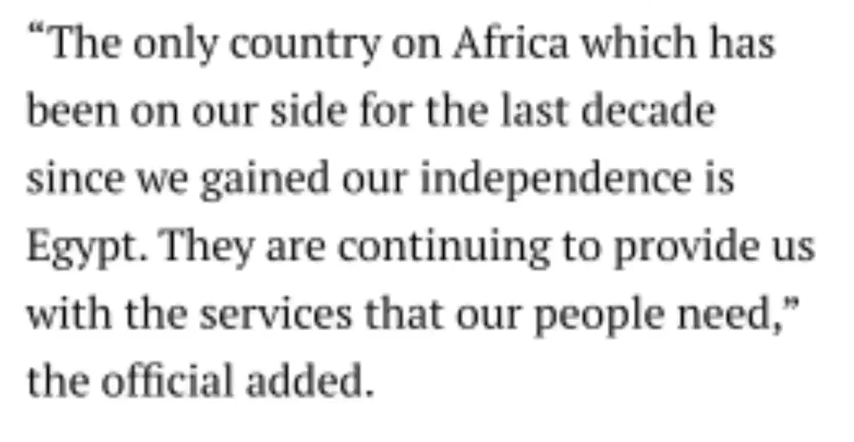 “The only country on Africa which has
been on our side for the last decade
since we gained our independence is
Egypt. They are continuing to provide us
with the services that our people need,”
the official added.